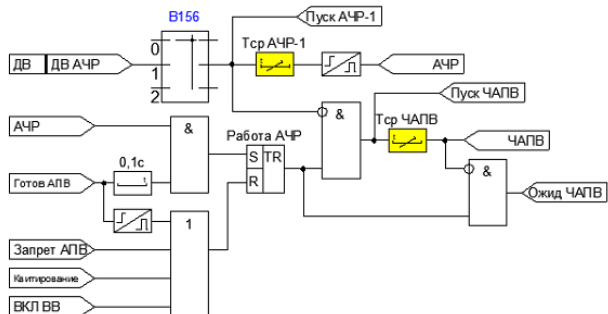 B156
Пуск АЧР-1
0
Тср АЧР-1
ДВ
ДВ АЧР
1
АЧР
2
Пуск ЧАПВ
АЧР
&
&
Тср ЧАПВ
Работа АЧР
ЧАПВ
0,1с
S
TR
&
Готов АПВ
R
Ожид ЧАПВ
1
Запрет АПВ
Квитирование
ВКЛ ВВ